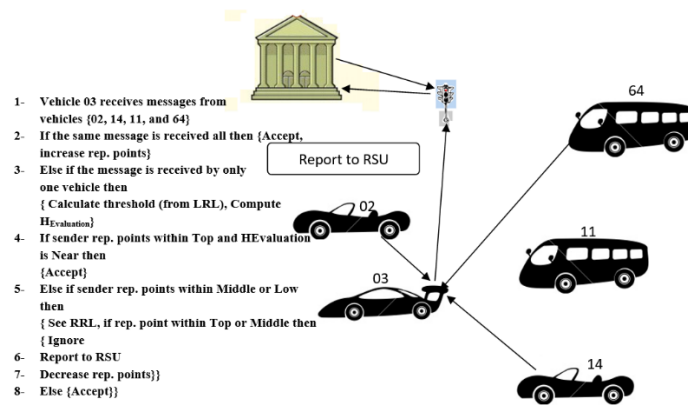 1- Vehicle 03 receives messages from
vehicles {02, 14, 11, and 64}
2- If the same message is received all then {Accept,
increase rep. points}
3- Else if the message is received by only
one vehicle then
{ Calculate threshold (from LRL), Compute
HEvaluation}
4- If sender rep. points within Top and HEvaluation
is Near then
{Accept}
5- Else if sender rep. points within Middle or Low
then
{ See RRL, if rep. point within Top or Middle then
{ Ignore
6- Report to RSU
7- Decrease rep. points}}
8- Else {Accept}}
Report to RSU
64
02
11
03
14